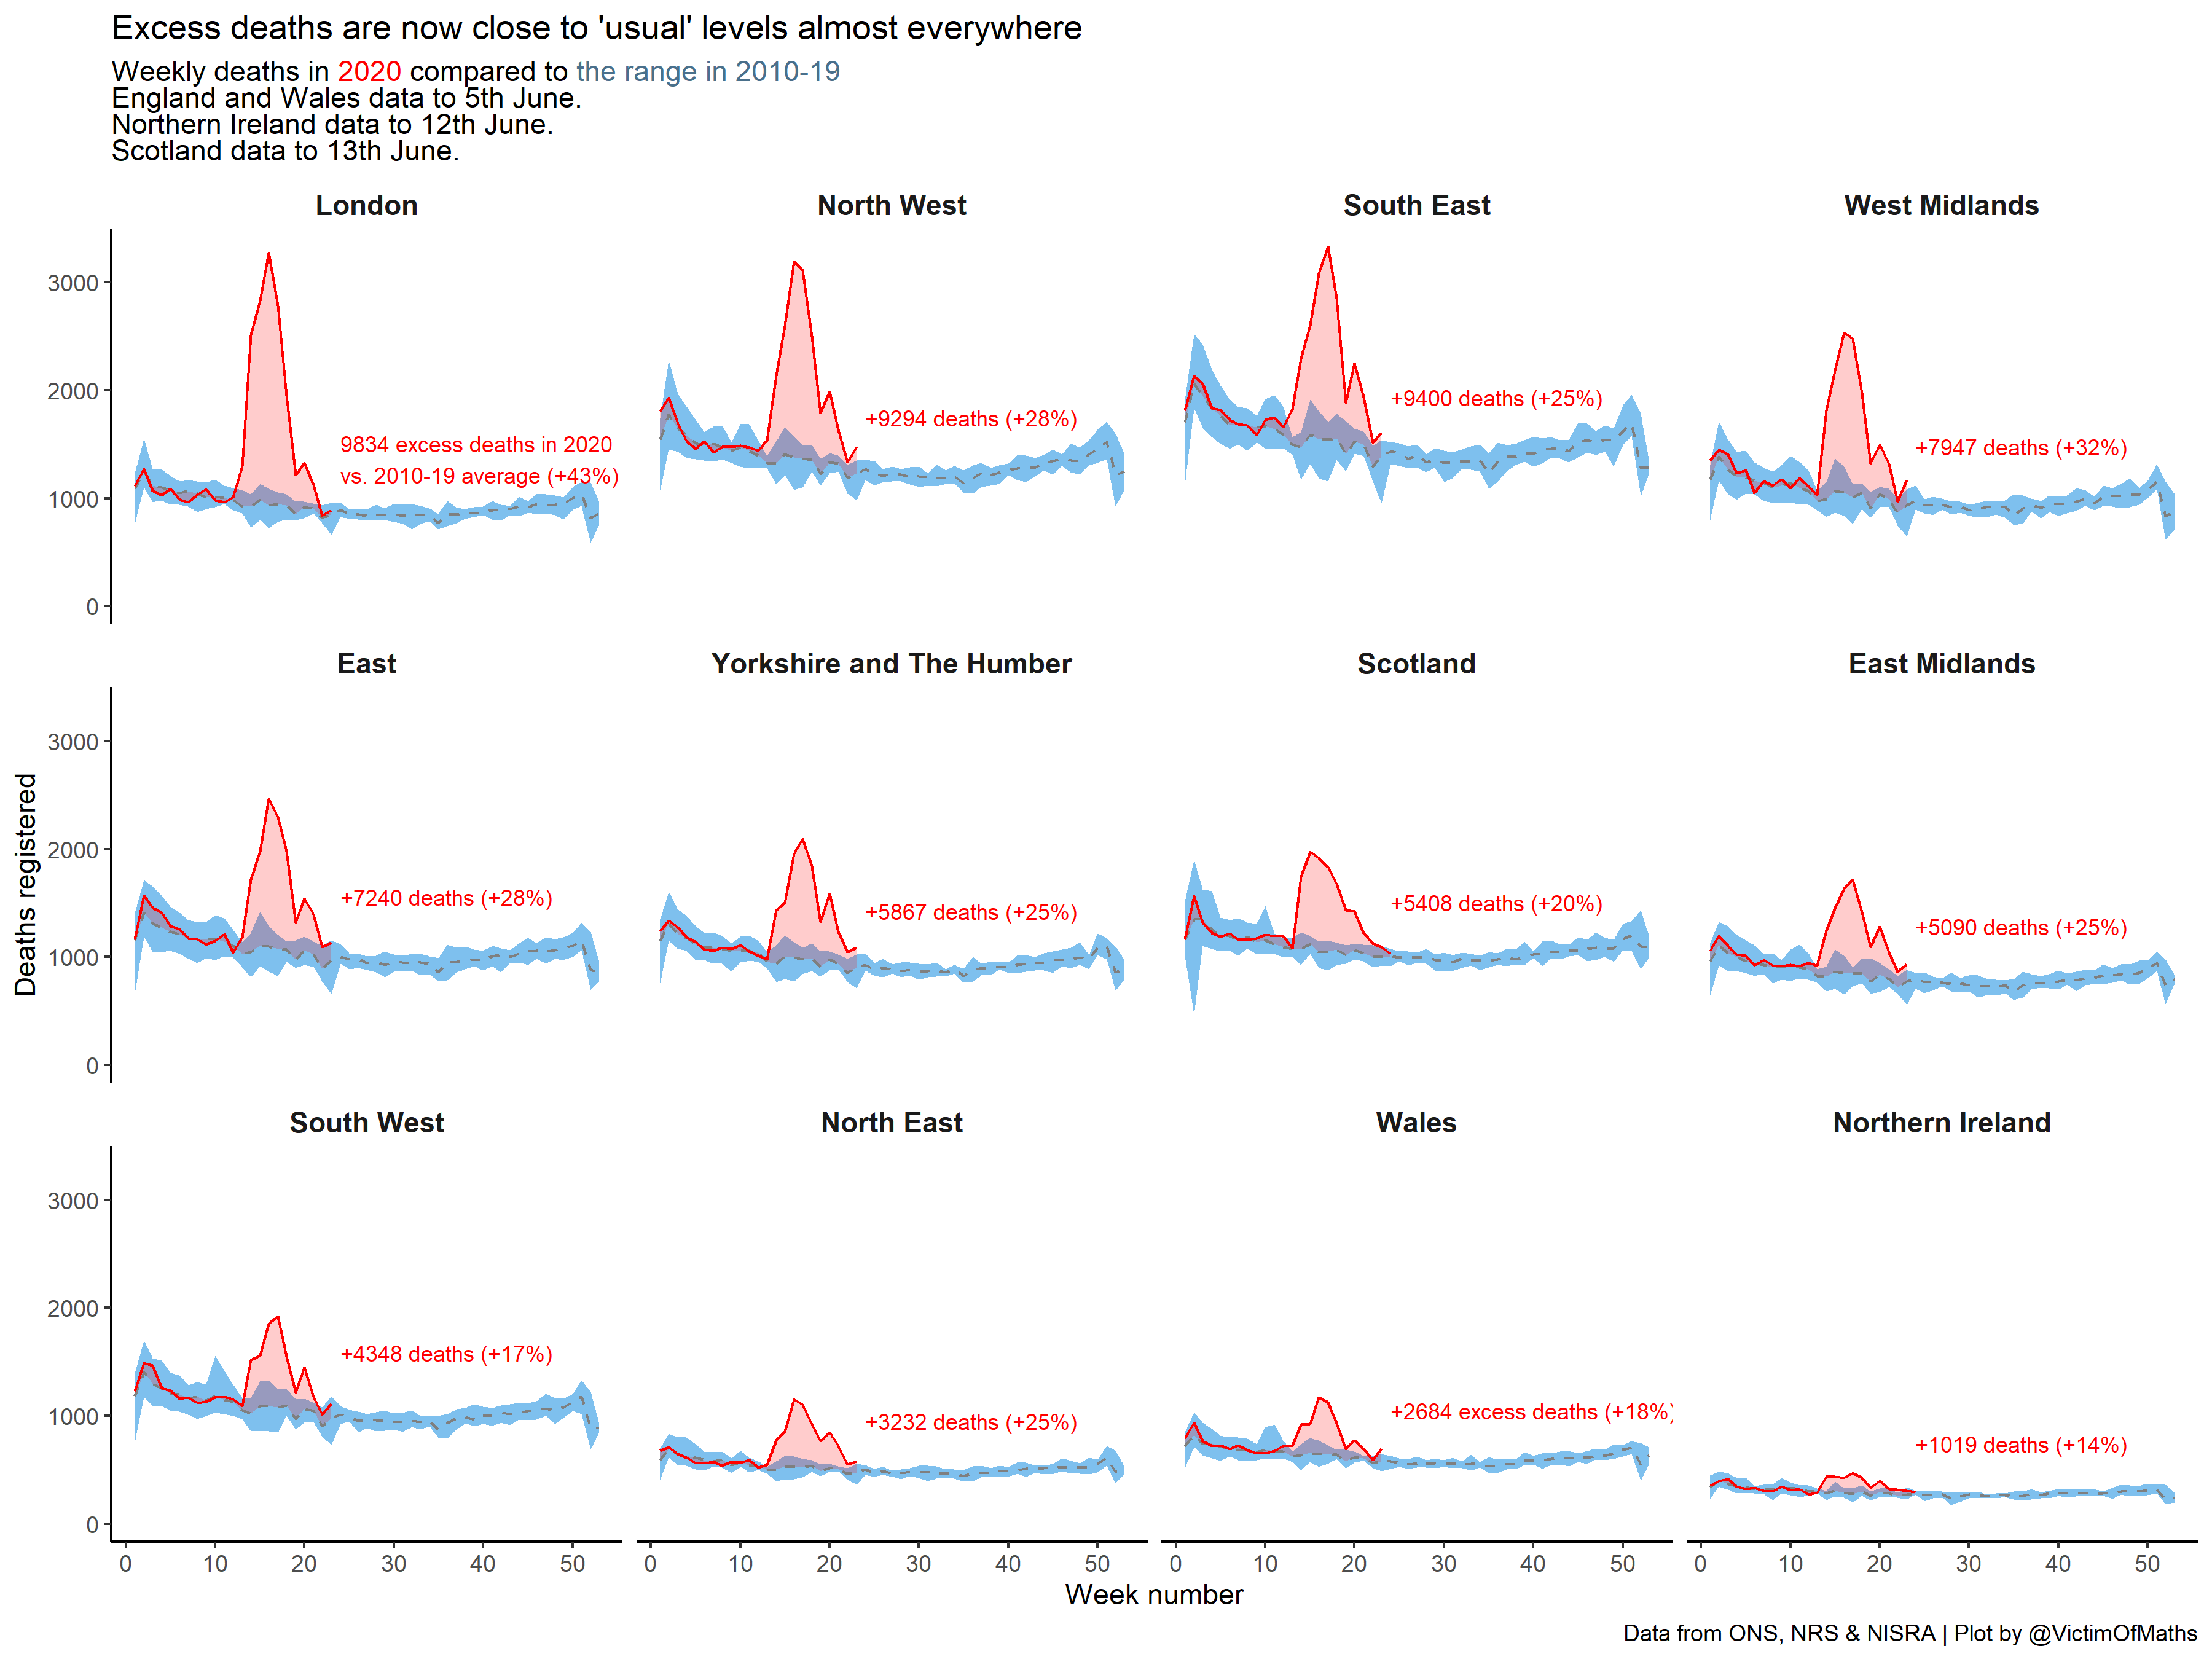 Excess deaths are now close to 'usual' levels almost everywhere
Weekly deaths in 2020 compared to the range in 2010-19
England and Wales data to 5th June.
Northern Ireland data to 12th June.
Scotland data to 13th June.
London
North West
South East
West Midlands
3000
2000
1000
0
9834 excess deaths in 2020
vs. 2010-19 average (+43%)
+9294 deaths (+28%)
+9400 deaths (+25%)
+7947 deaths (+32%)
East
Yorkshire and The Humber
Scotland
East Midlands
Deaths registered
3000
2000
1000
0
+7240 deaths (+28%)
+5867 deaths (+25%)
+5408 deaths (+20%)
+5090 deaths (+25%)
South West
North East
Wales
Northern Ireland
3000
2000
1000
0
+4348 deaths (+17%)
+3232 deaths (+25%)
+2684 excess deaths (+18%)
+1019 deaths (+14%)
0 10 20 30 40 50
0 10 20 30 40 50
0 10 20 30 40 50
0 10 20 30 40 50
Week number
Data from ONS, NRS & NISRA | Plot by @VictimOfMaths